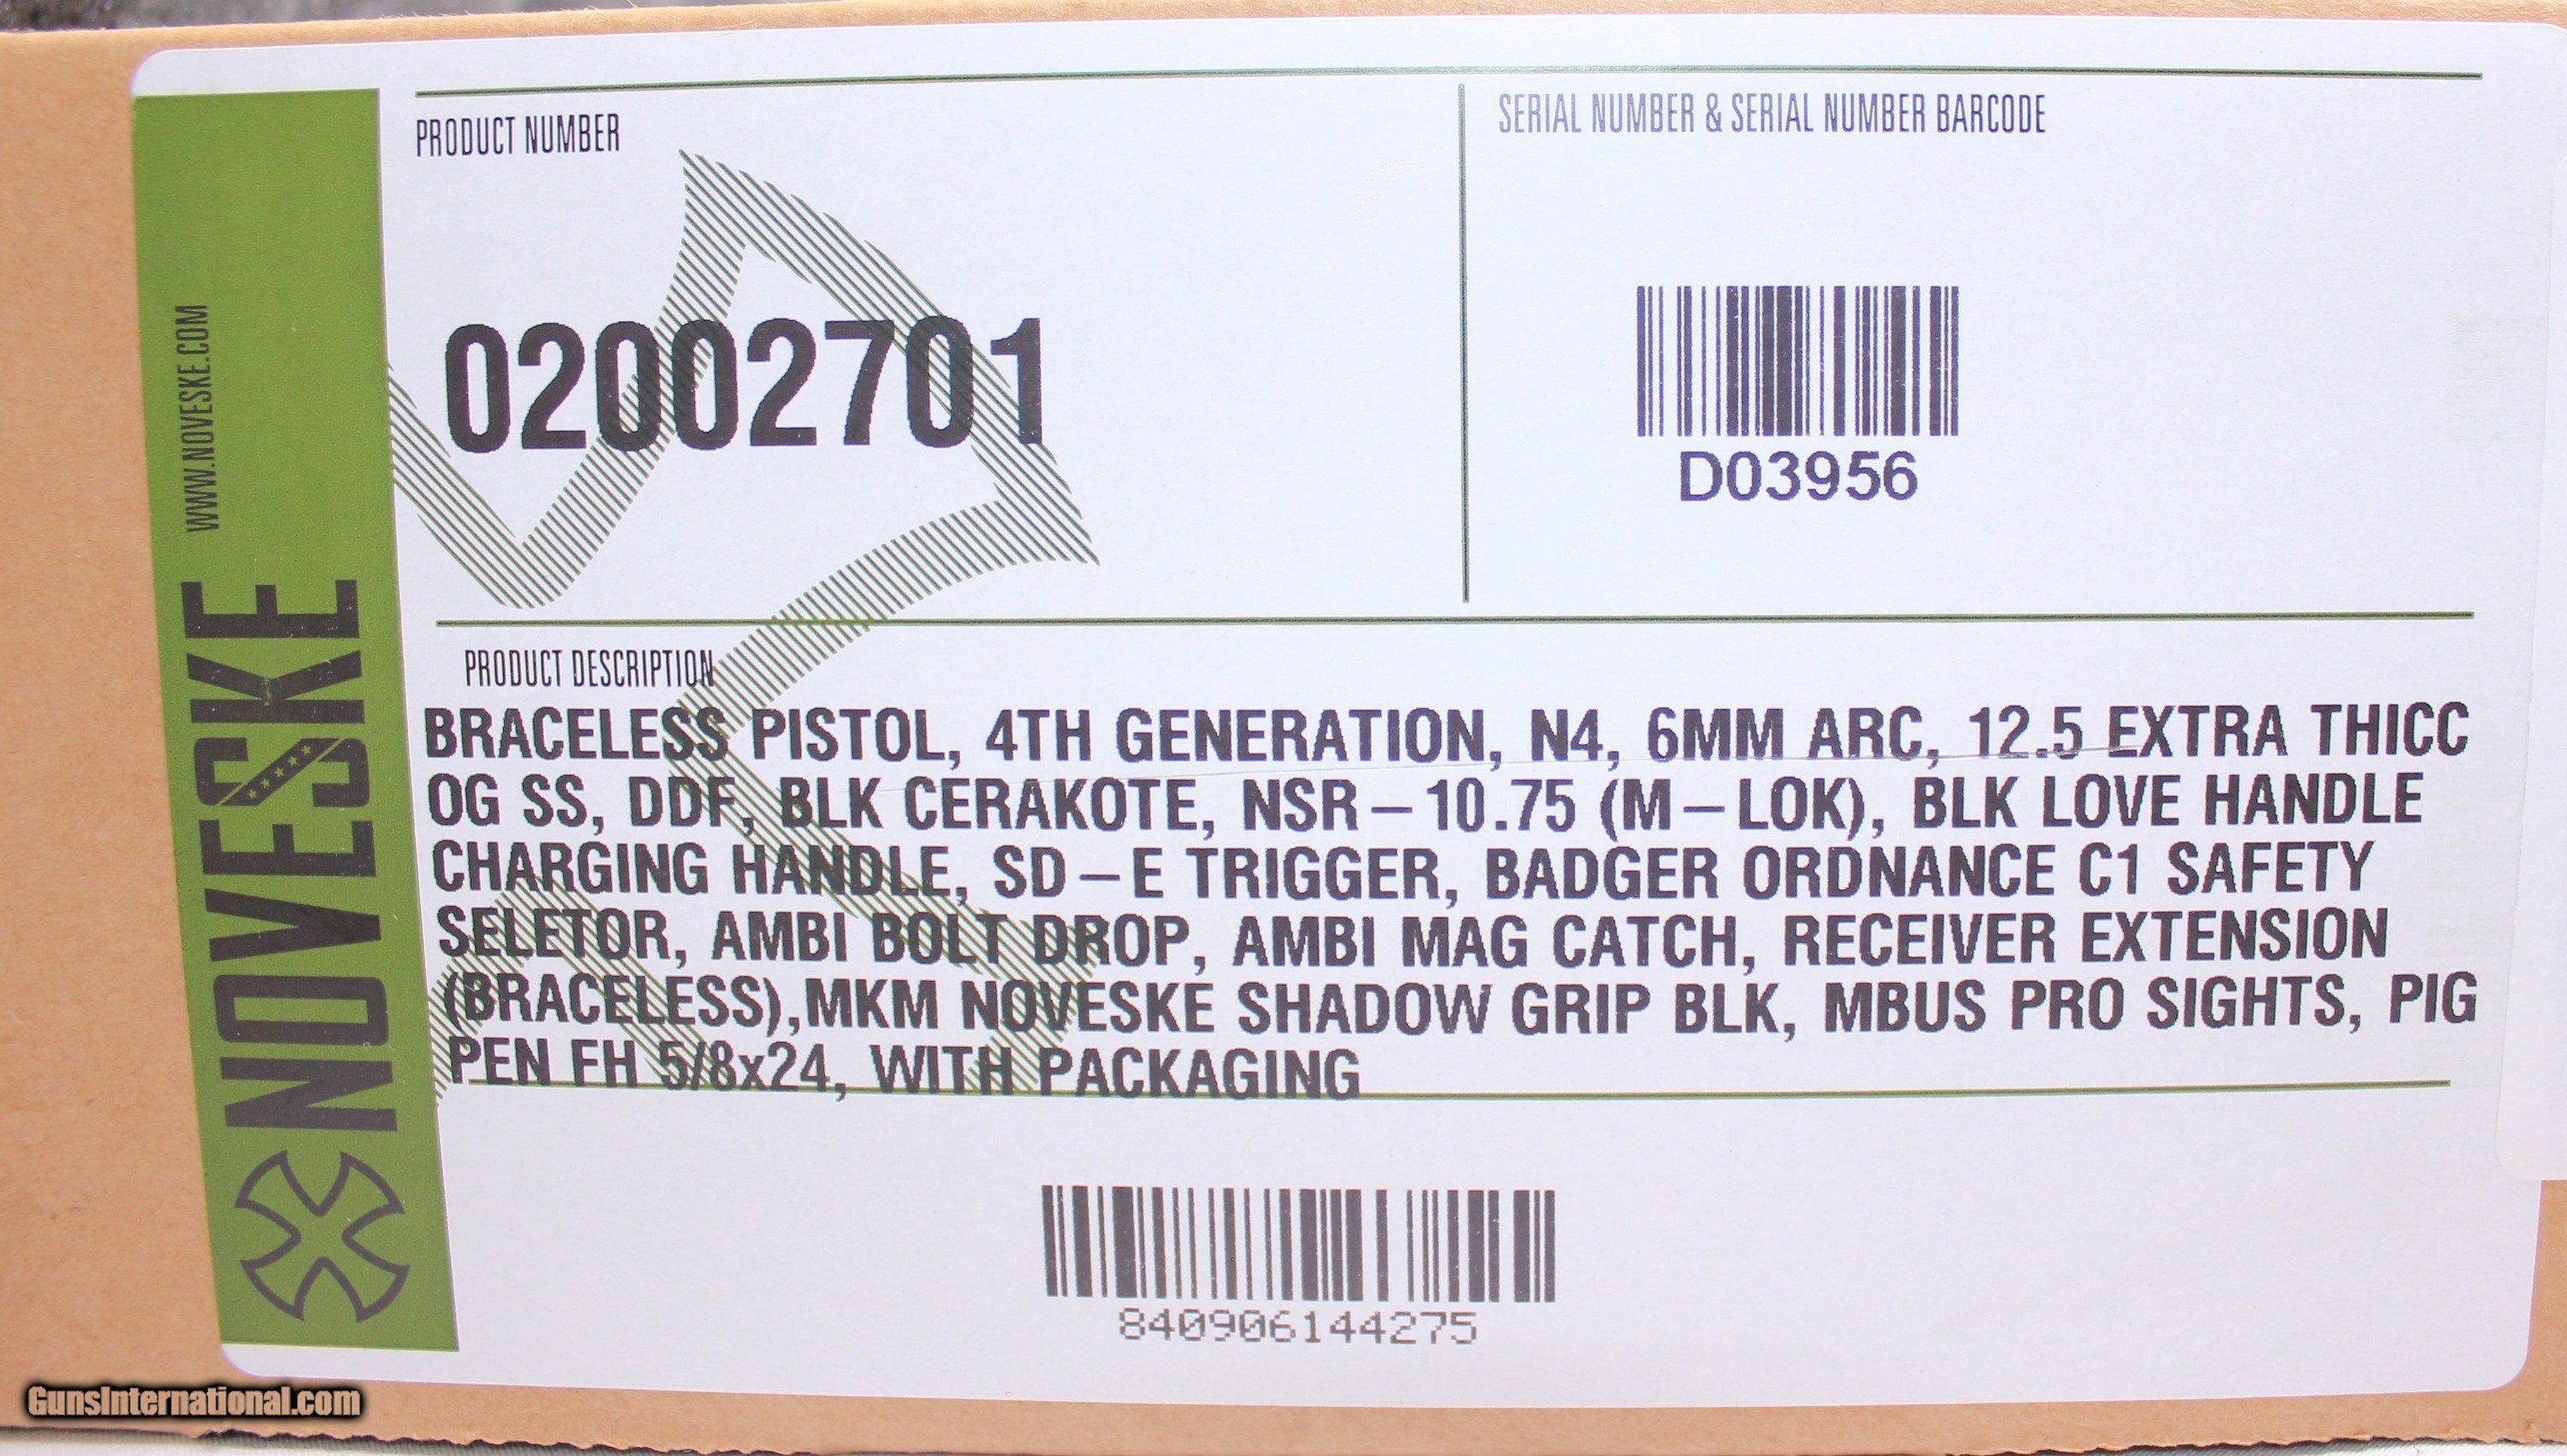 PRODUCT NUMBER
02002701
SERIAL NUMBER & SERIAL NUMBER BARCODE
D03956
WWW.NOVESKE.COM
NOVESKE
PRODUCT DESCRIPTION
BRACELESS PISTOL, 4TH GENERATION, N4, 6MM ARC, 12.5 EXTRA THICC
OG SS, DDF, BLK CERAKOTE, NSR-10.75 (M-LOK), BLK LOVE HANDLE
CHARGING HANDLE, SD-E TRIGGER, BADGER ORDNANCE C1 SAFETY
SELETOR, AMBI BOLT DROP, AMBI MAG CATCH, RECEIVER EXTENSION
(BRACELESS),MKM NOVESKE SHADOW GRIP BLK, MBUS PRO SIGHTS, PIG
PEN FH 5/8x24, WITH PACKAGING
840906144275
GunsInternational.com